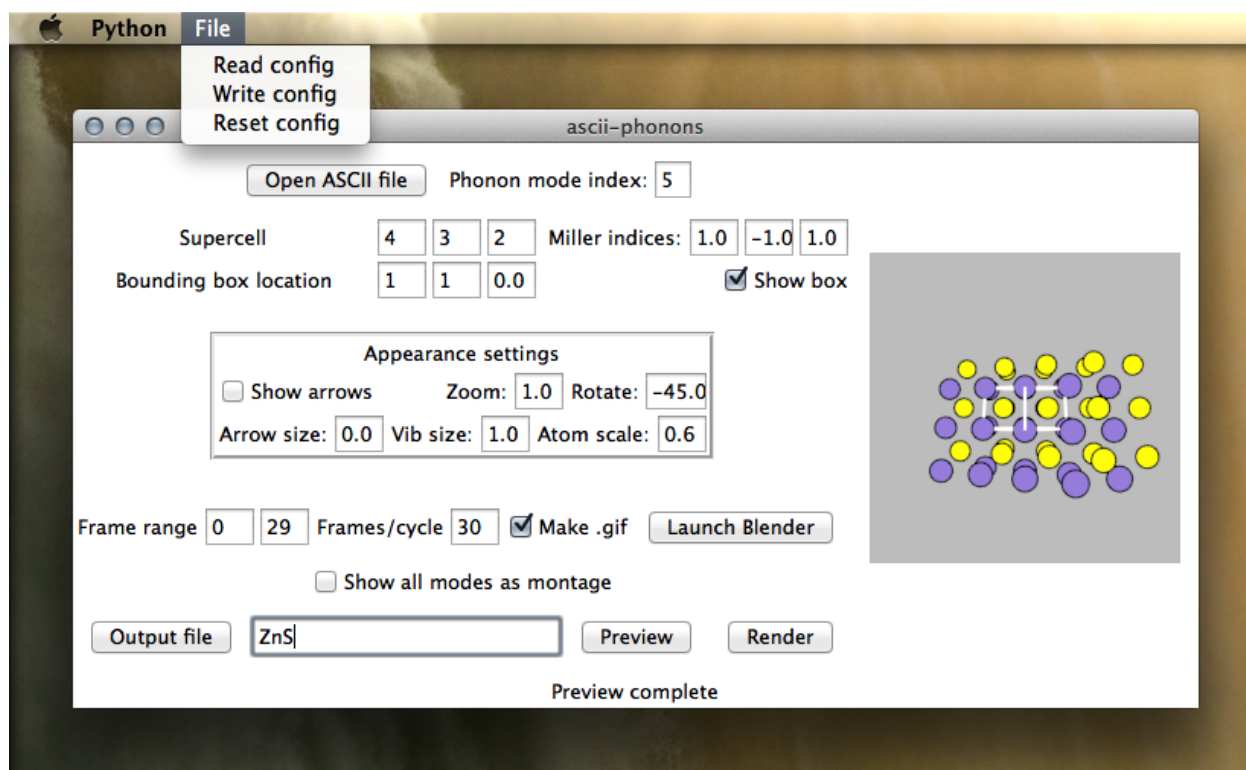 Python File
Read config
Write config
Reset config
ascii-phonons
Open ASCII file Phonon mode index: 5
Supercell 4 3 2 Miller indices: 1.0 -1.0 1.0
Bounding box location 1 1 0.0 Show box
Appearance settings
Show arrows Zoom: 1.0 Rotate: -45.0
Arrow size: 0.0 Vib size: 1.0 Atom scale: 0.6
Frame range 0 29 Frames/cycle 30 Make .gif Launch Blender
Show all modes as montage
Output file ZnS Preview Render
Preview complete